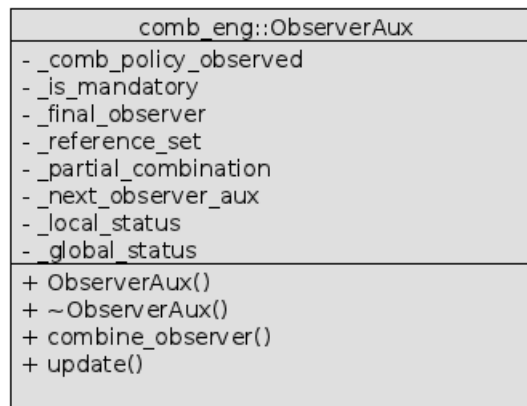 comb_eng::ObserverAux
- _comb_policy_observed
- _is_mandatory
- _final_observer
- _reference_set
- _partial_combination
- _next_observer_aux
- _local_status
- _global_status
+ ObserverAux()
+ ~ObserverAux()
+ combine_observer()
+ update()